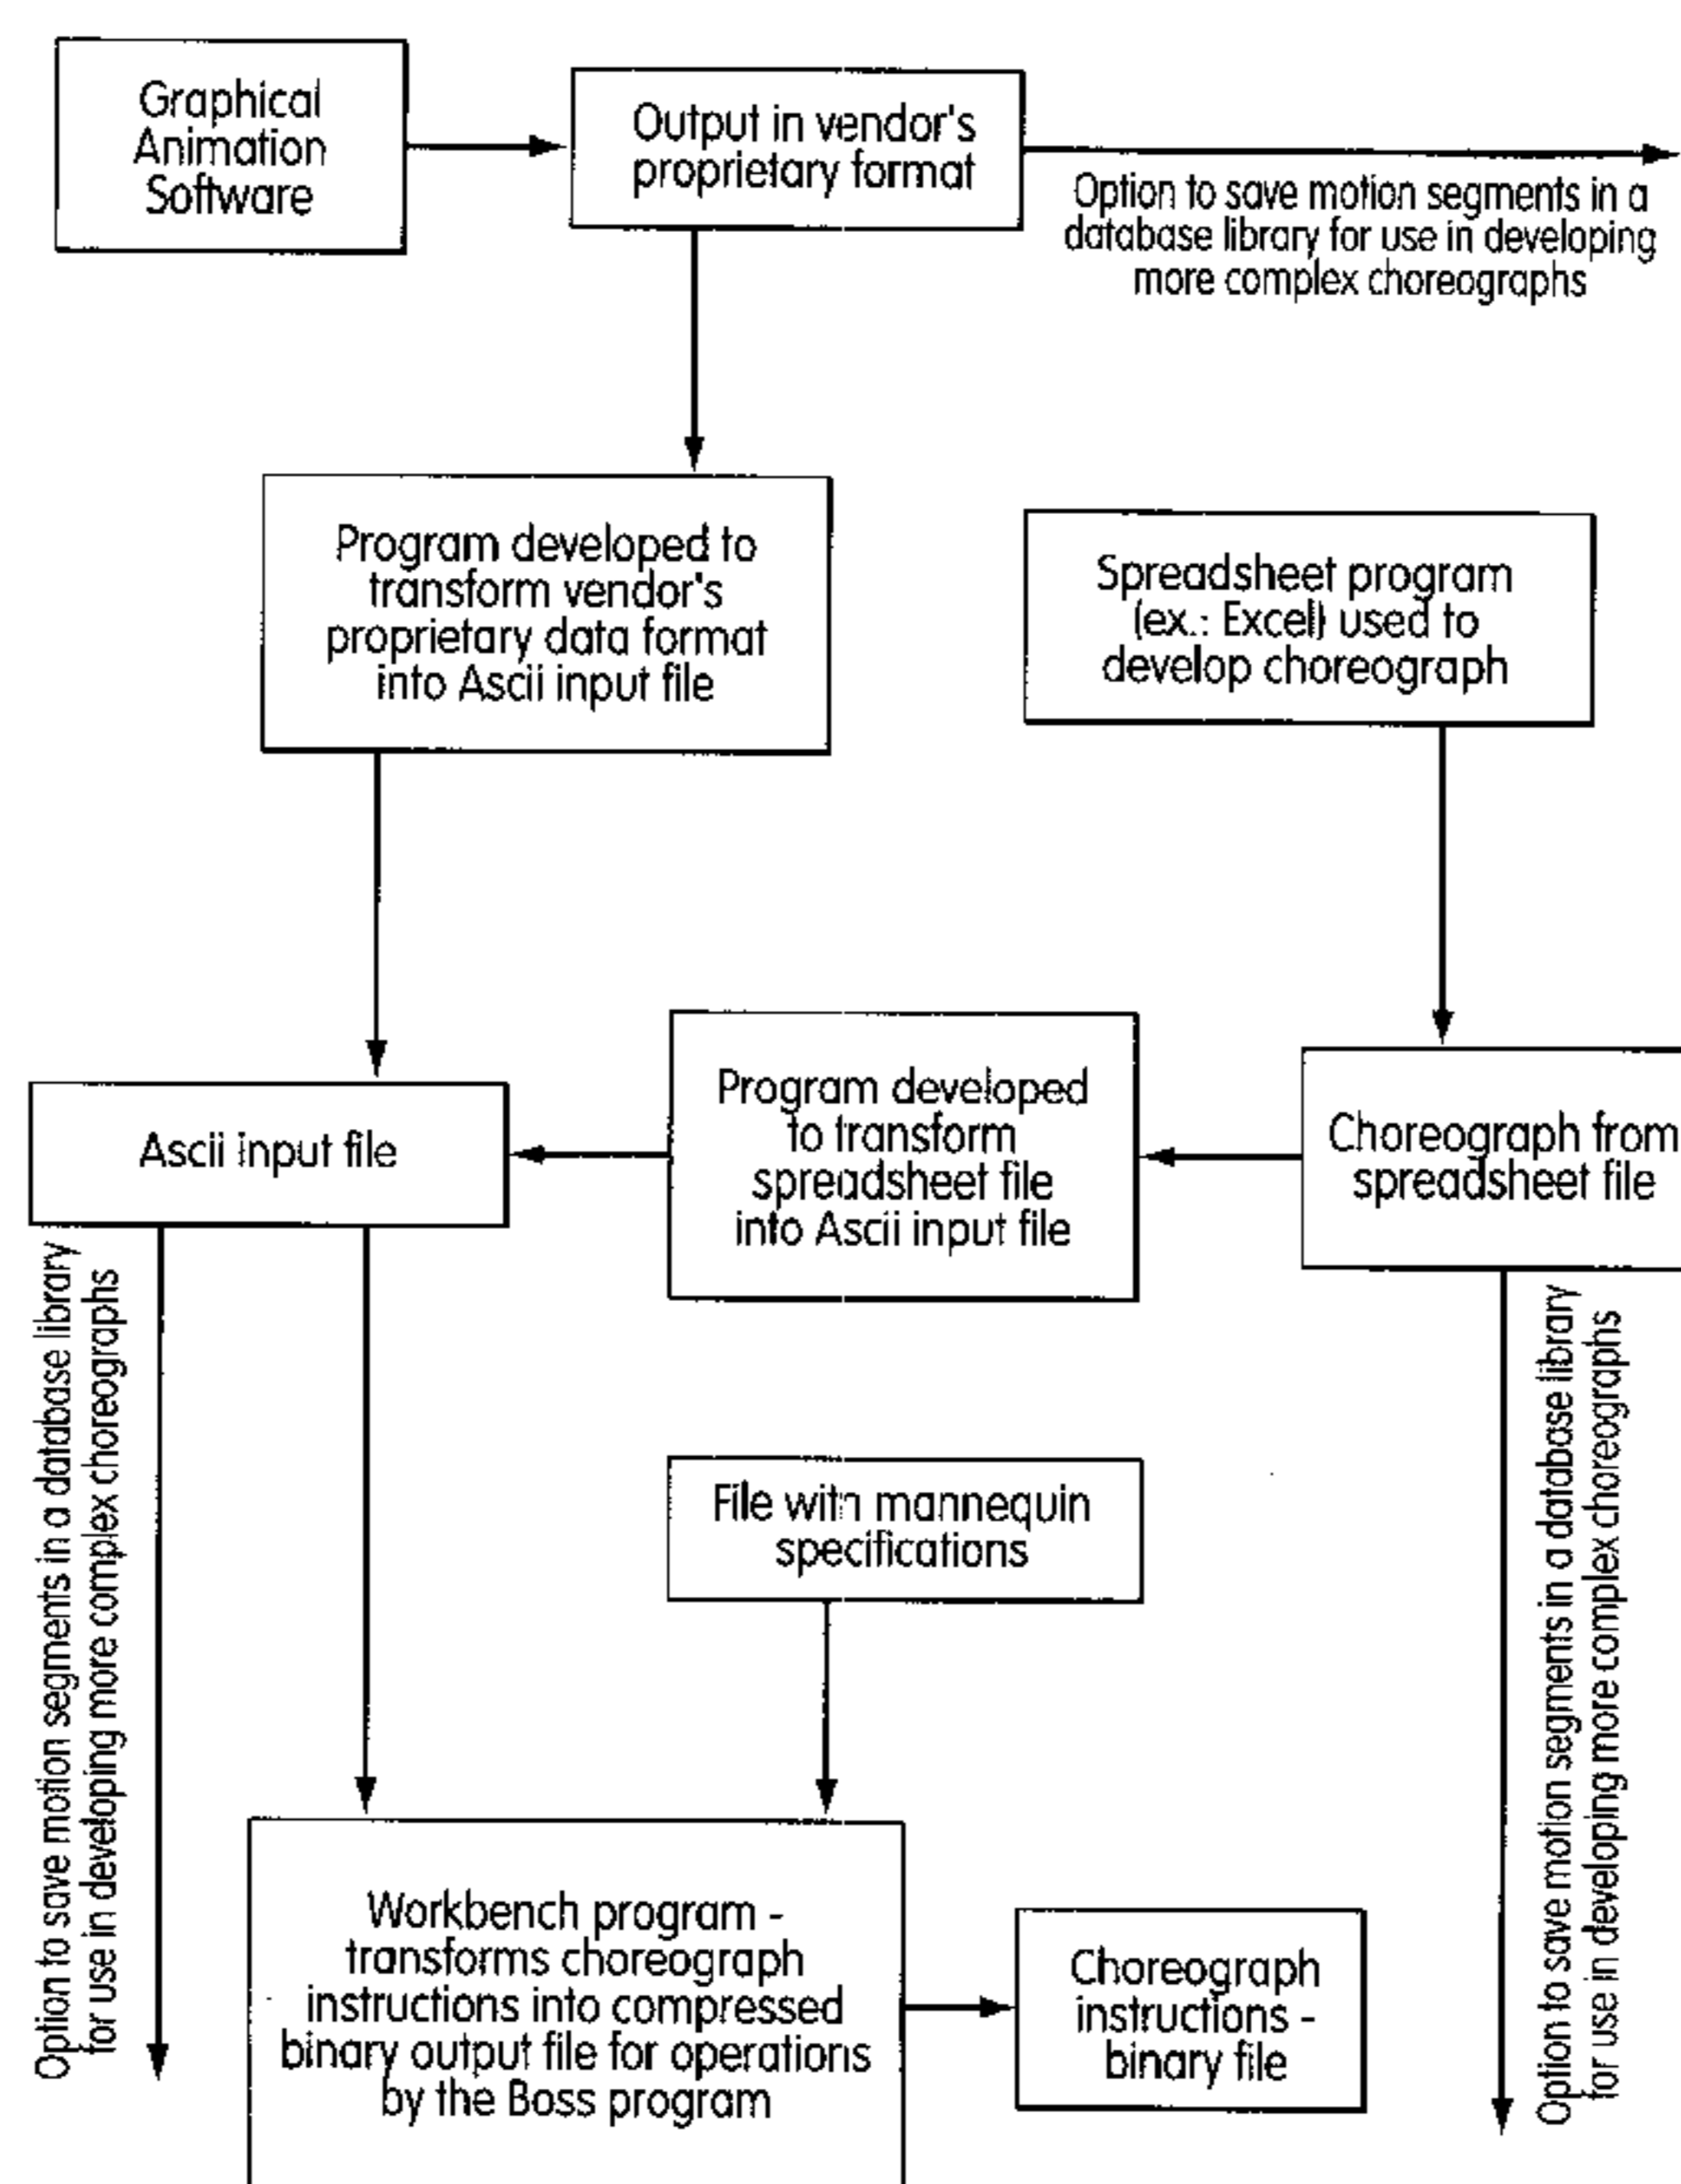 Graphical
Animation
Software
Output in vendor's
proprietary format
Option to save motion segments in a
database library for use in developing
more complex choreographs
Program developed to
transform vendor's
proprietary data format
into Ascii input file
Spreadsheet program
(ex.: Excell) used to
develop choreograph
Ascii input file
Program developed
to transform
spreadsheet file
into Ascii input file
Choreograph from
spreadsheet file
Option to save motion segments in a database library
for use in developing more complex choreographs
File with mannequin
specifications
Option to save motion segments in a database library
for use in developing more complex choreographs
Workbench program -
transforms choreograph
instructions into compressed
binary output file for operations
by the Boss program
Choreograph
instructions -
binary file